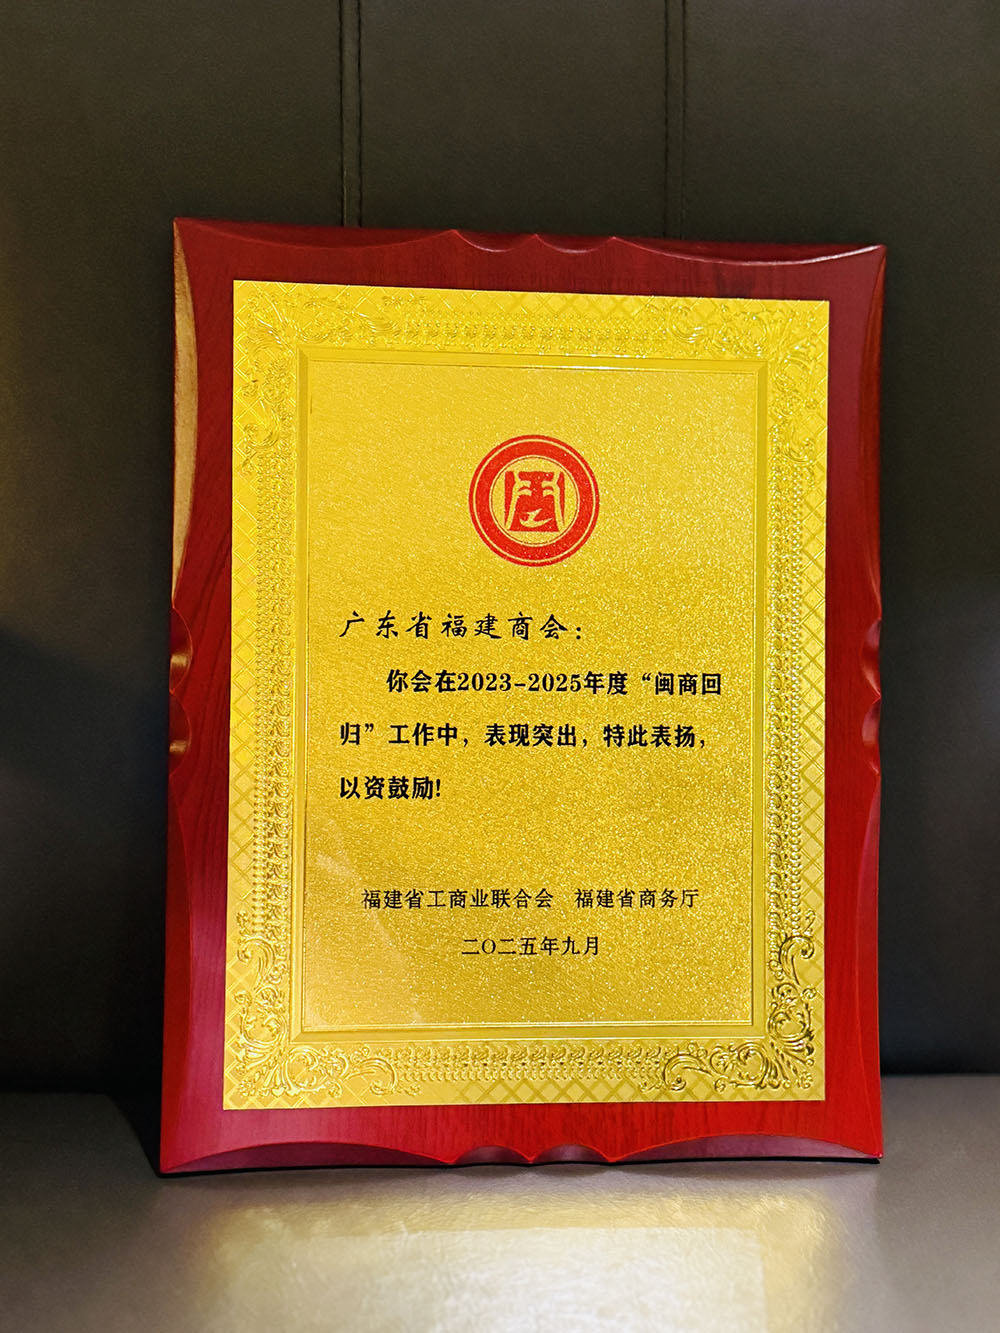 广东省福建商会：
你会在2023-2025年度“闽商回
归”工作中，表现突出，特此表扬，
以资鼓励!
福建省工商业联合会 福建省商务厅
二〇二五年九月